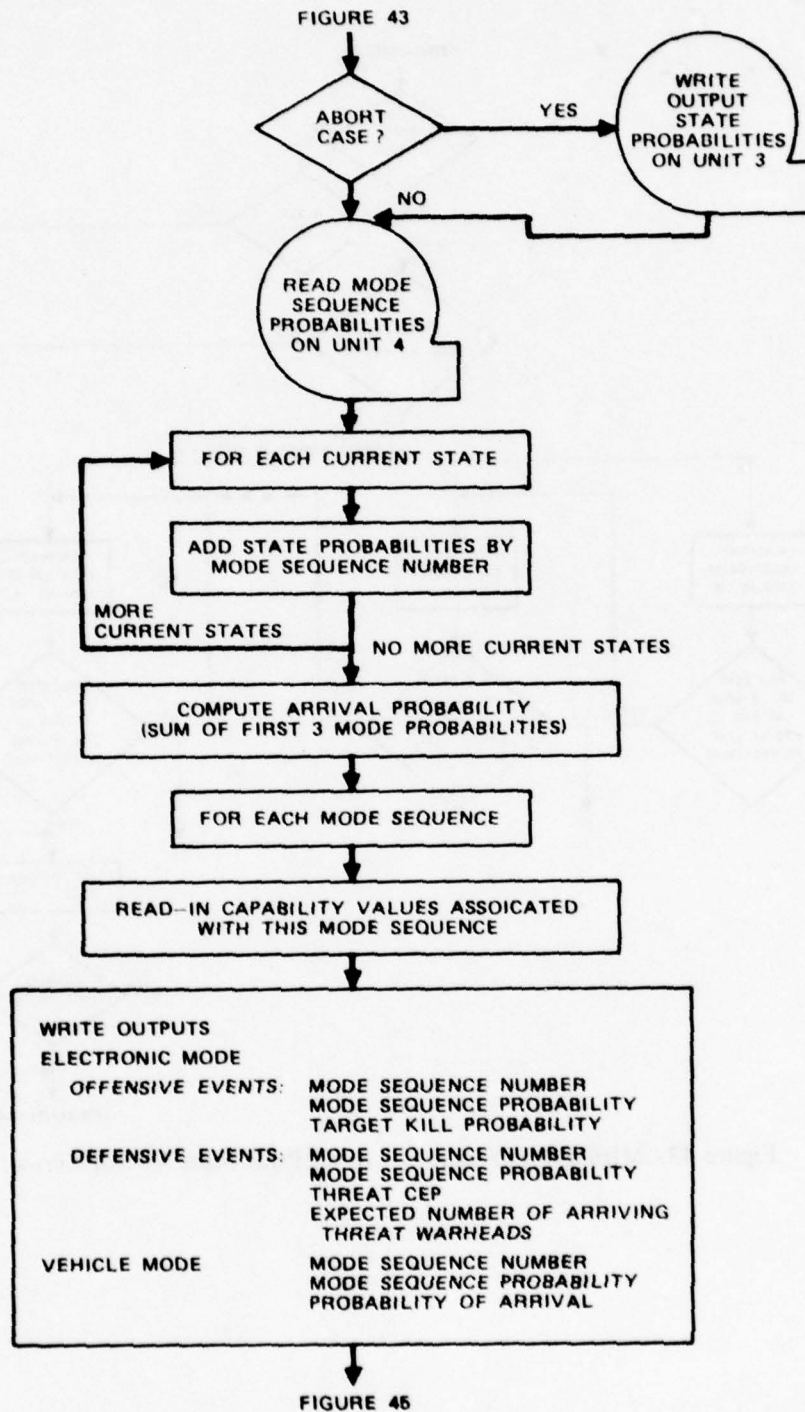 FIGURE 43
ABORT
CASE ?
YES
WRITE
OUTPUT
STATE
PROBABILITIES
ON UNIT 3
NO
READ MODE
SEQUENCE
PROBABILITIES
ON UNIT 4
FOR EACH CURRENT STATE
ADD STATE PROBABILITIES BY
MODE SEQUENCE NUMBER
MORE
CURRENT STATES
NO MORE CURRENT STATES
COMPUTE ARRIVAL PROBABILITY
(SUM OF FIRST 3 MODE PROBABILITIES)
FOR EACH MODE SEQUENCE
READ-IN CAPABILITY VALUES ASSOICATED
WITH THIS MODE SEQUENCE
WRITE OUTPUTS
ELECTRONIC MODE
OFFENSIVE EVENTS: MODE SEQUENCE NUMBER
MODE SEQUENCE PROBABILITY
TARGET KILL PROBABILITY
DEFENSIVE EVENTS: MODE SEQUENCE NUMBER
MODE SEQUENCE PROBABILITY
THREAT CEP
EXPECTED NUMBER OF ARRIVING
THREAT WARHEADS
VEHICLE MODE MODE SEQUENCE NUMBER
MODE SEQUENCE PROBABILITY
PROBABILITY OF ARRIVAL
FIGURE 45